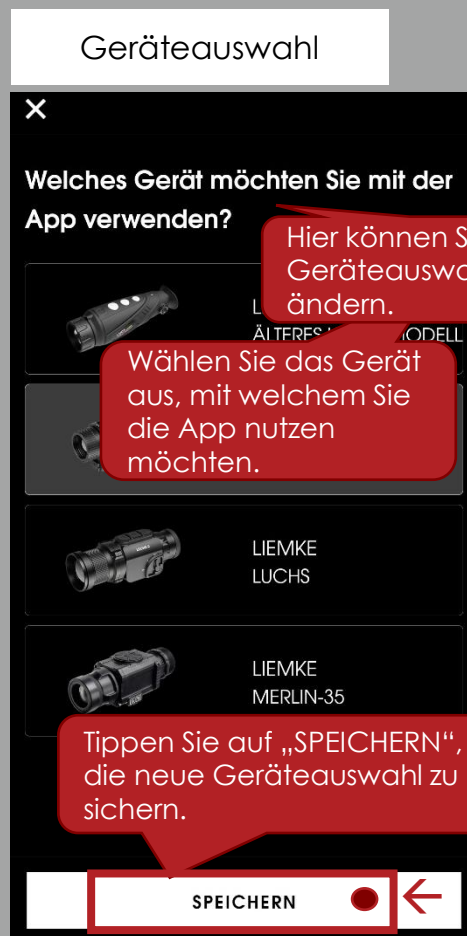 Geräteauswahl
Welches Gerät möchten Sie mit der
App verwenden?
Hier können
Geräteausw
ändern.
ÄLTERES
ODELL
Wählen Sie das Gerät
aus, mit welchem Sie
die App nutzen
möchten.
LIEMKE
LUCHS
LIEMKE
MERLIN-35
Tippen Sie auf „SPEICHERN“,
die neue Geräteauswahl zu
sichern.
SPEICHERN